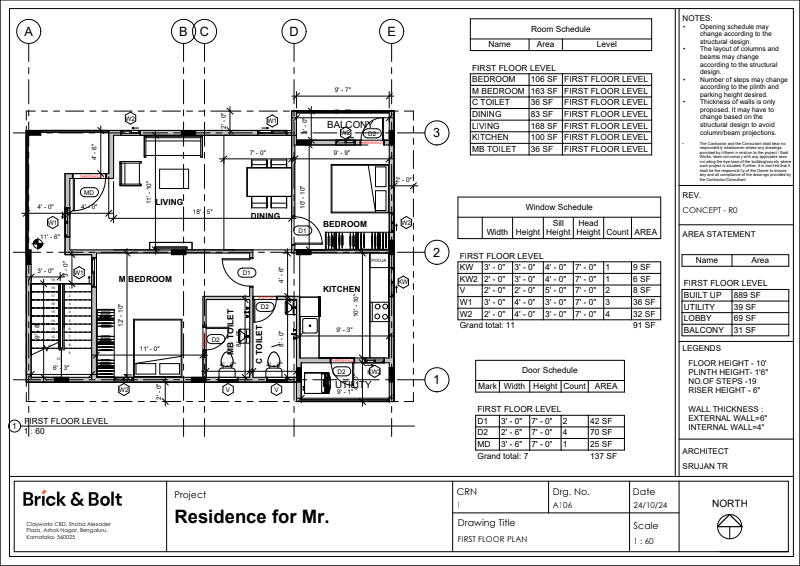 A
B
C
D
E
3
2
1
9' - 7"
BALCONY
W2
W1
D2
9' - 9"
7' - 0"
4' - 6"
2' - 0"
MD
4' - 0"
4' - 0"
LIVING
11' - 10"
18' - 5"
DINING
10' - 10"
BEDROOM
D1
W2
W1
11' - 6"
3' - 0"
W1
M BEDROOM
D1
4' - 6"
POOJA
KW
KITCHEN
12' - 10"
D2
D2
MB TOILET
C TOILET
9' - 3"
11' - 0"
6' - 3"
W2
V
V
D2
KW2
UTILITY
9' - 1"
2' - 0"
1
FIRST FLOOR LEVEL
1 : 60
Room Schedule
Name Area Level
FIRST FLOOR LEVEL
BEDROOM 106 SF FIRST FLOOR LEVEL
M BEDROOM 163 SF FIRST FLOOR LEVEL
C TOILET 36 SF FIRST FLOOR LEVEL
DINING 83 SF FIRST FLOOR LEVEL
LIVING 168 SF FIRST FLOOR LEVEL
KITCHEN 100 SF FIRST FLOOR LEVEL
MB TOILET 36 SF FIRST FLOOR LEVEL
Window Schedule
Width Height Sill Height Head Height Count AREA
FIRST FLOOR LEVEL
KW 3' - 0" 3' - 0" 4' - 0" 7' - 0" 1 9 SF
KW2 2' - 0" 3' - 0" 4' - 0" 7' - 0" 1 6 SF
V 2' - 0" 2' - 0" 5' - 0" 7' - 0" 2 8 SF
W1 3' - 0" 4' - 0" 3' - 0" 7' - 0" 3 36 SF
W2 2' - 0" 4' - 0" 3' - 0" 7' - 0" 4 32 SF
Grand total: 11 91 SF
Door Schedule
Mark Width Height Count AREA
FIRST FLOOR LEVEL
D1 3' - 0" 7' - 0" 2 42 SF
D2 2' - 6" 7' - 0" 4 70 SF
MD 3' - 6" 7' - 0" 1 25 SF
Grand total: 7 137 SF
NOTES:
• Opening schedule may
change according to the
structural design.
• The layout of columns and
beams may change
according to the structural
design.
• Number of steps may change
according to the plinth and
parking height desired.
• Thickness of walls is only
proposed. It may have to
change based on the
structural design to avoid
column/beam projections.
REV.
CONCEPT - R0
AREA STATEMENT
Name Area
FIRST FLOOR LEVEL
BUILT UP 889 SF
UTILITY 39 SF
LOBBY 69 SF
BALCONY 31 SF
LEGENDS
FLOOR HEIGHT - 10'
PLINTH HEIGHT- 1'6"
NO.OF STEPS -19
RISER HEIGHT - 6"
WALL THICKNESS :
EXTERNAL WALL=6"
INTERNAL WALL=4"
ARCHITECT
SRUJAN TR
Brick & Bolt
Clayworks CBD, Shoba Alexader
Plaza, Ashok Nagar, Bengaluru,
Karnataka- 560025
Project
Residence for Mr.
CRN
1
Drg. No.
A106
Date
24/10/24
Drawing Title
FIRST FLOOR PLAN
Scale
1 : 60
NORTH